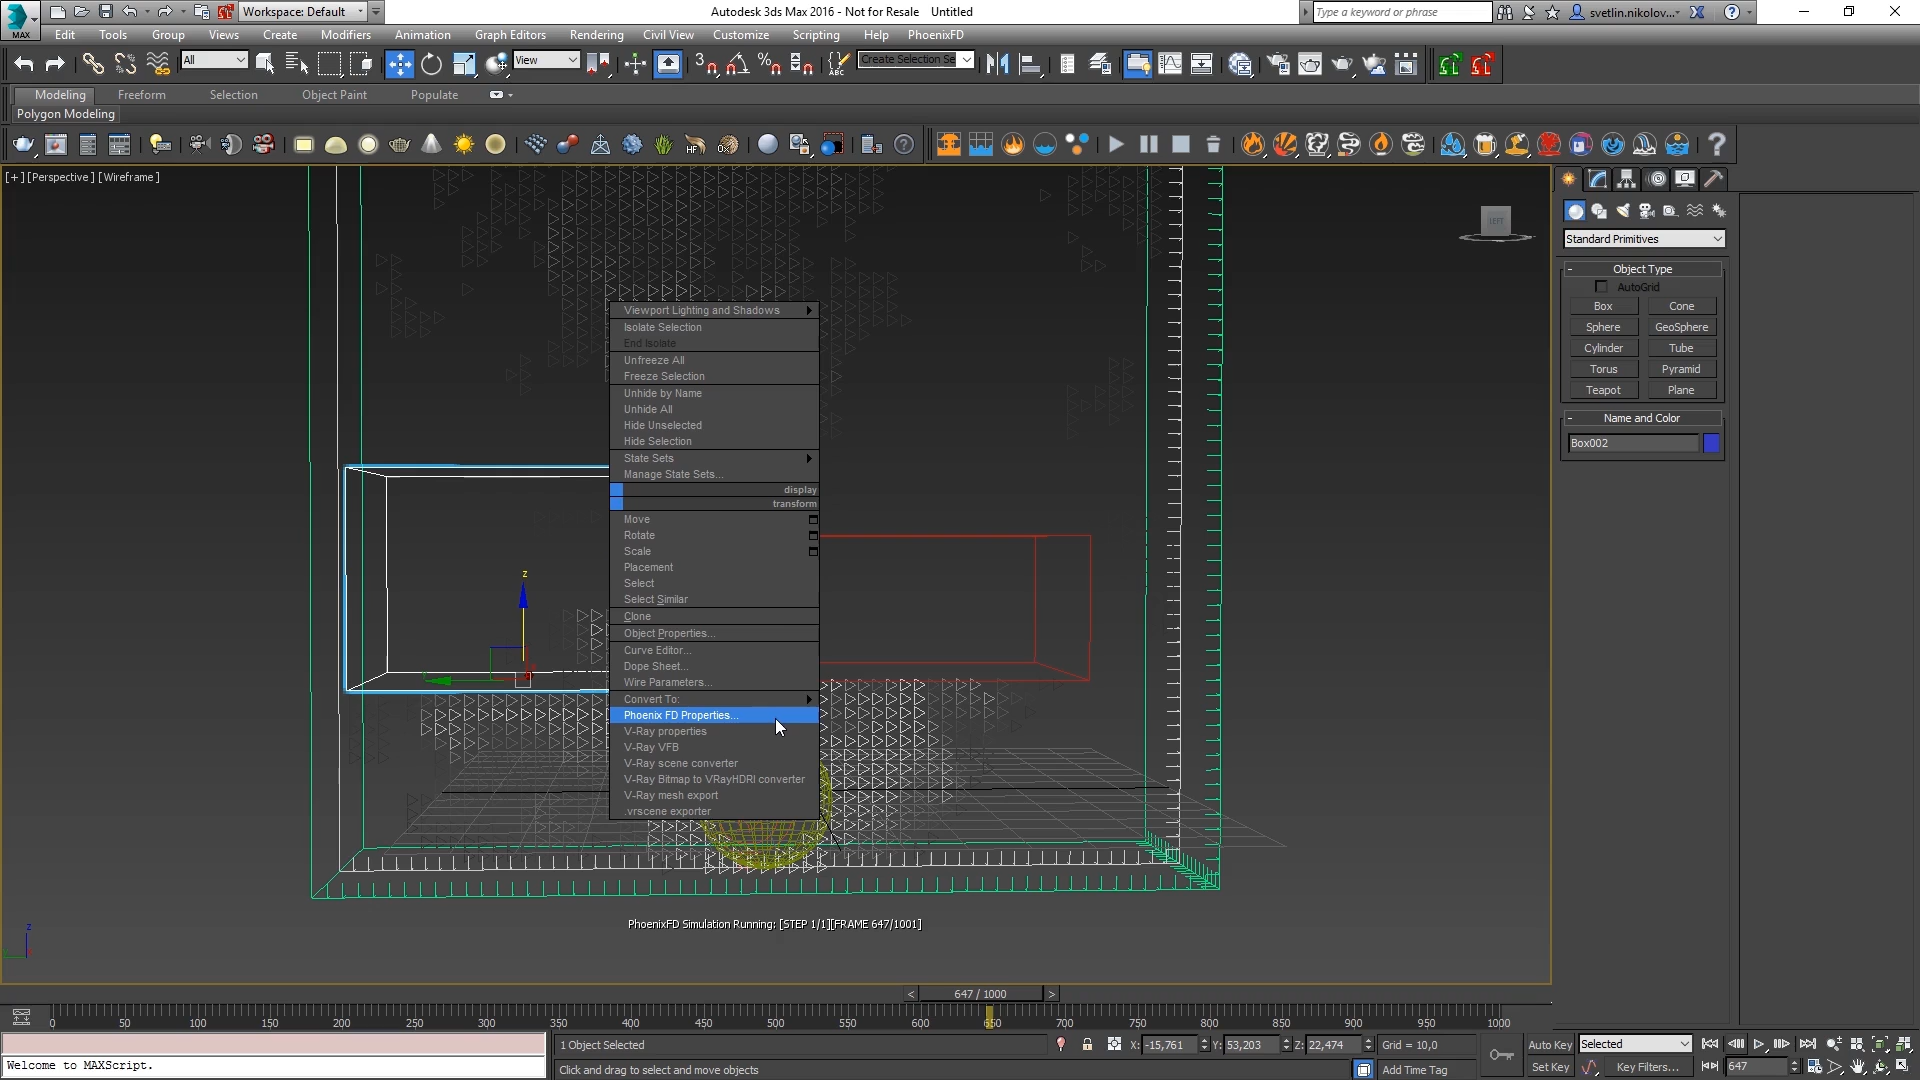 Workspace: Default
Autodesk 3ds Max 2016 - Not for Resale   Untitled
Type a keyword or phrase
svetlin.nikolov...
MAX
Edit
Tools
Group
Views
Create
Modifiers
Animation
Graph Editors
Rendering
Civil View
Customize
Scripting
Help
PhoenixFD
All
View
Create Selection Se
Modeling
Freeform
Selection
Object Paint
Populate
Polygon Modeling
[+] [Perspective] [Wireframe]
LEFT
Viewport Lighting and Shadows
Isolate Selection
End Isolate
Unfreeze All
Freeze Selection
Unhide by Name
Unhide All
Hide Unselected
Hide Selection
State Sets
Manage State Sets...
display
transform
Move
Rotate
Scale
Placement
Select
Select Similar
Clone
Object Properties...
Curve Editor...
Dope Sheet...
Wire Parameters...
Convert To:
Phoenix FD Properties...
V-Ray properties
V-Ray VFB
V-Ray scene converter
V-Ray Bitmap to VRayHDRI converter
V-Ray mesh export
.vrscene exporter
z
z
PhoenixFD Simulation Running: [STEP 1/1][FRAME 647/1001]
Standard Primitives
- Object Type
AutoGrid
Box Cone
Sphere GeoSphere
Cylinder Tube
Torus Pyramid
Teapot Plane
- Name and Color
Box002
< 647 / 1000 >
0 50 100 150 200 250 300 350 400 450 500 550 600 650 700 750 800 850 900 950 1000
1 Object Selected
X: -15,761 Y: 53,203 Z: 22,474 Grid = 10,0
Auto Key Selected
Welcome to MAXScript.
Click and drag to select and move objects
Add Time Tag
Set Key Key Filters... 647